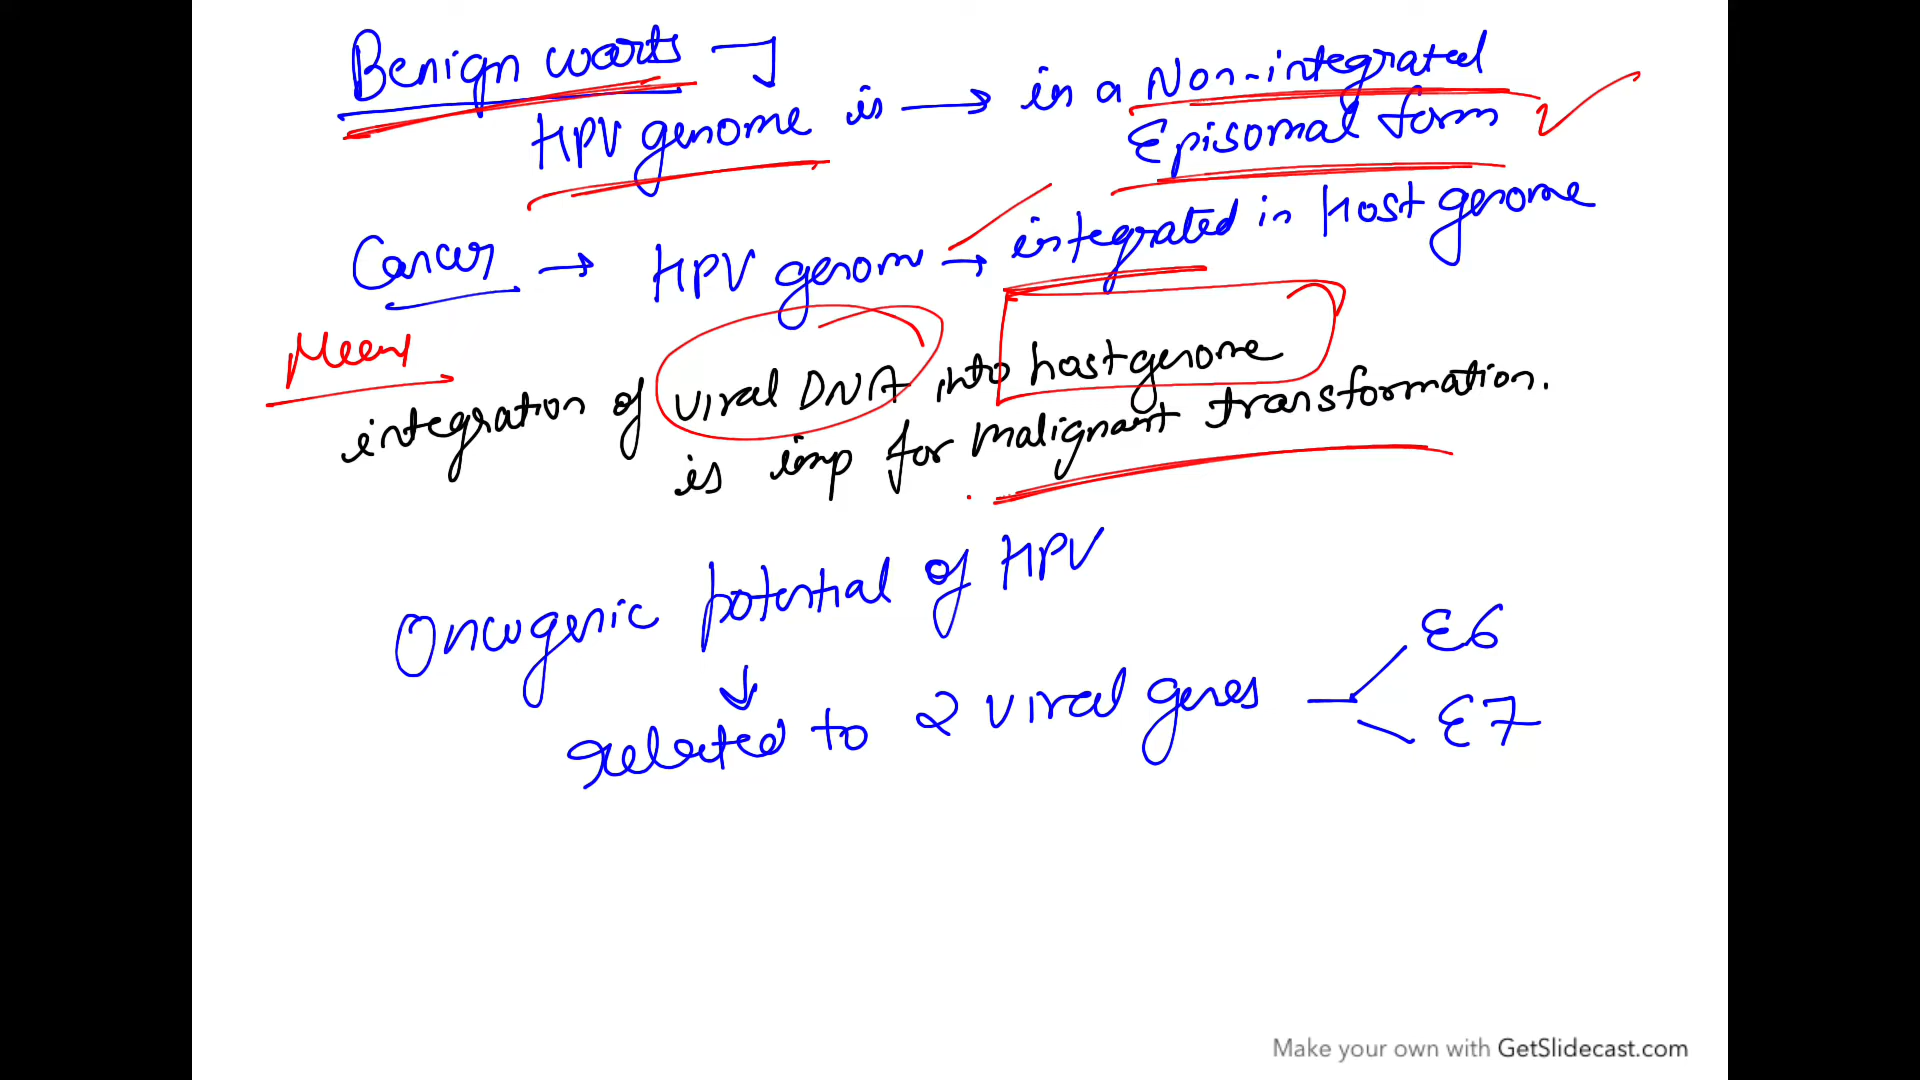 Benign warts
HPV genome is → in a Non-integrated
Episomal form
Cancer → HPV genome → integrated in Host genome
Means
integration of viral DNA into host genome
is imp for malignant transformation.
Oncogenic potential of HPV
↓
related to 2 viral genes
E6
E7
Make your own with GetSlidecast.com